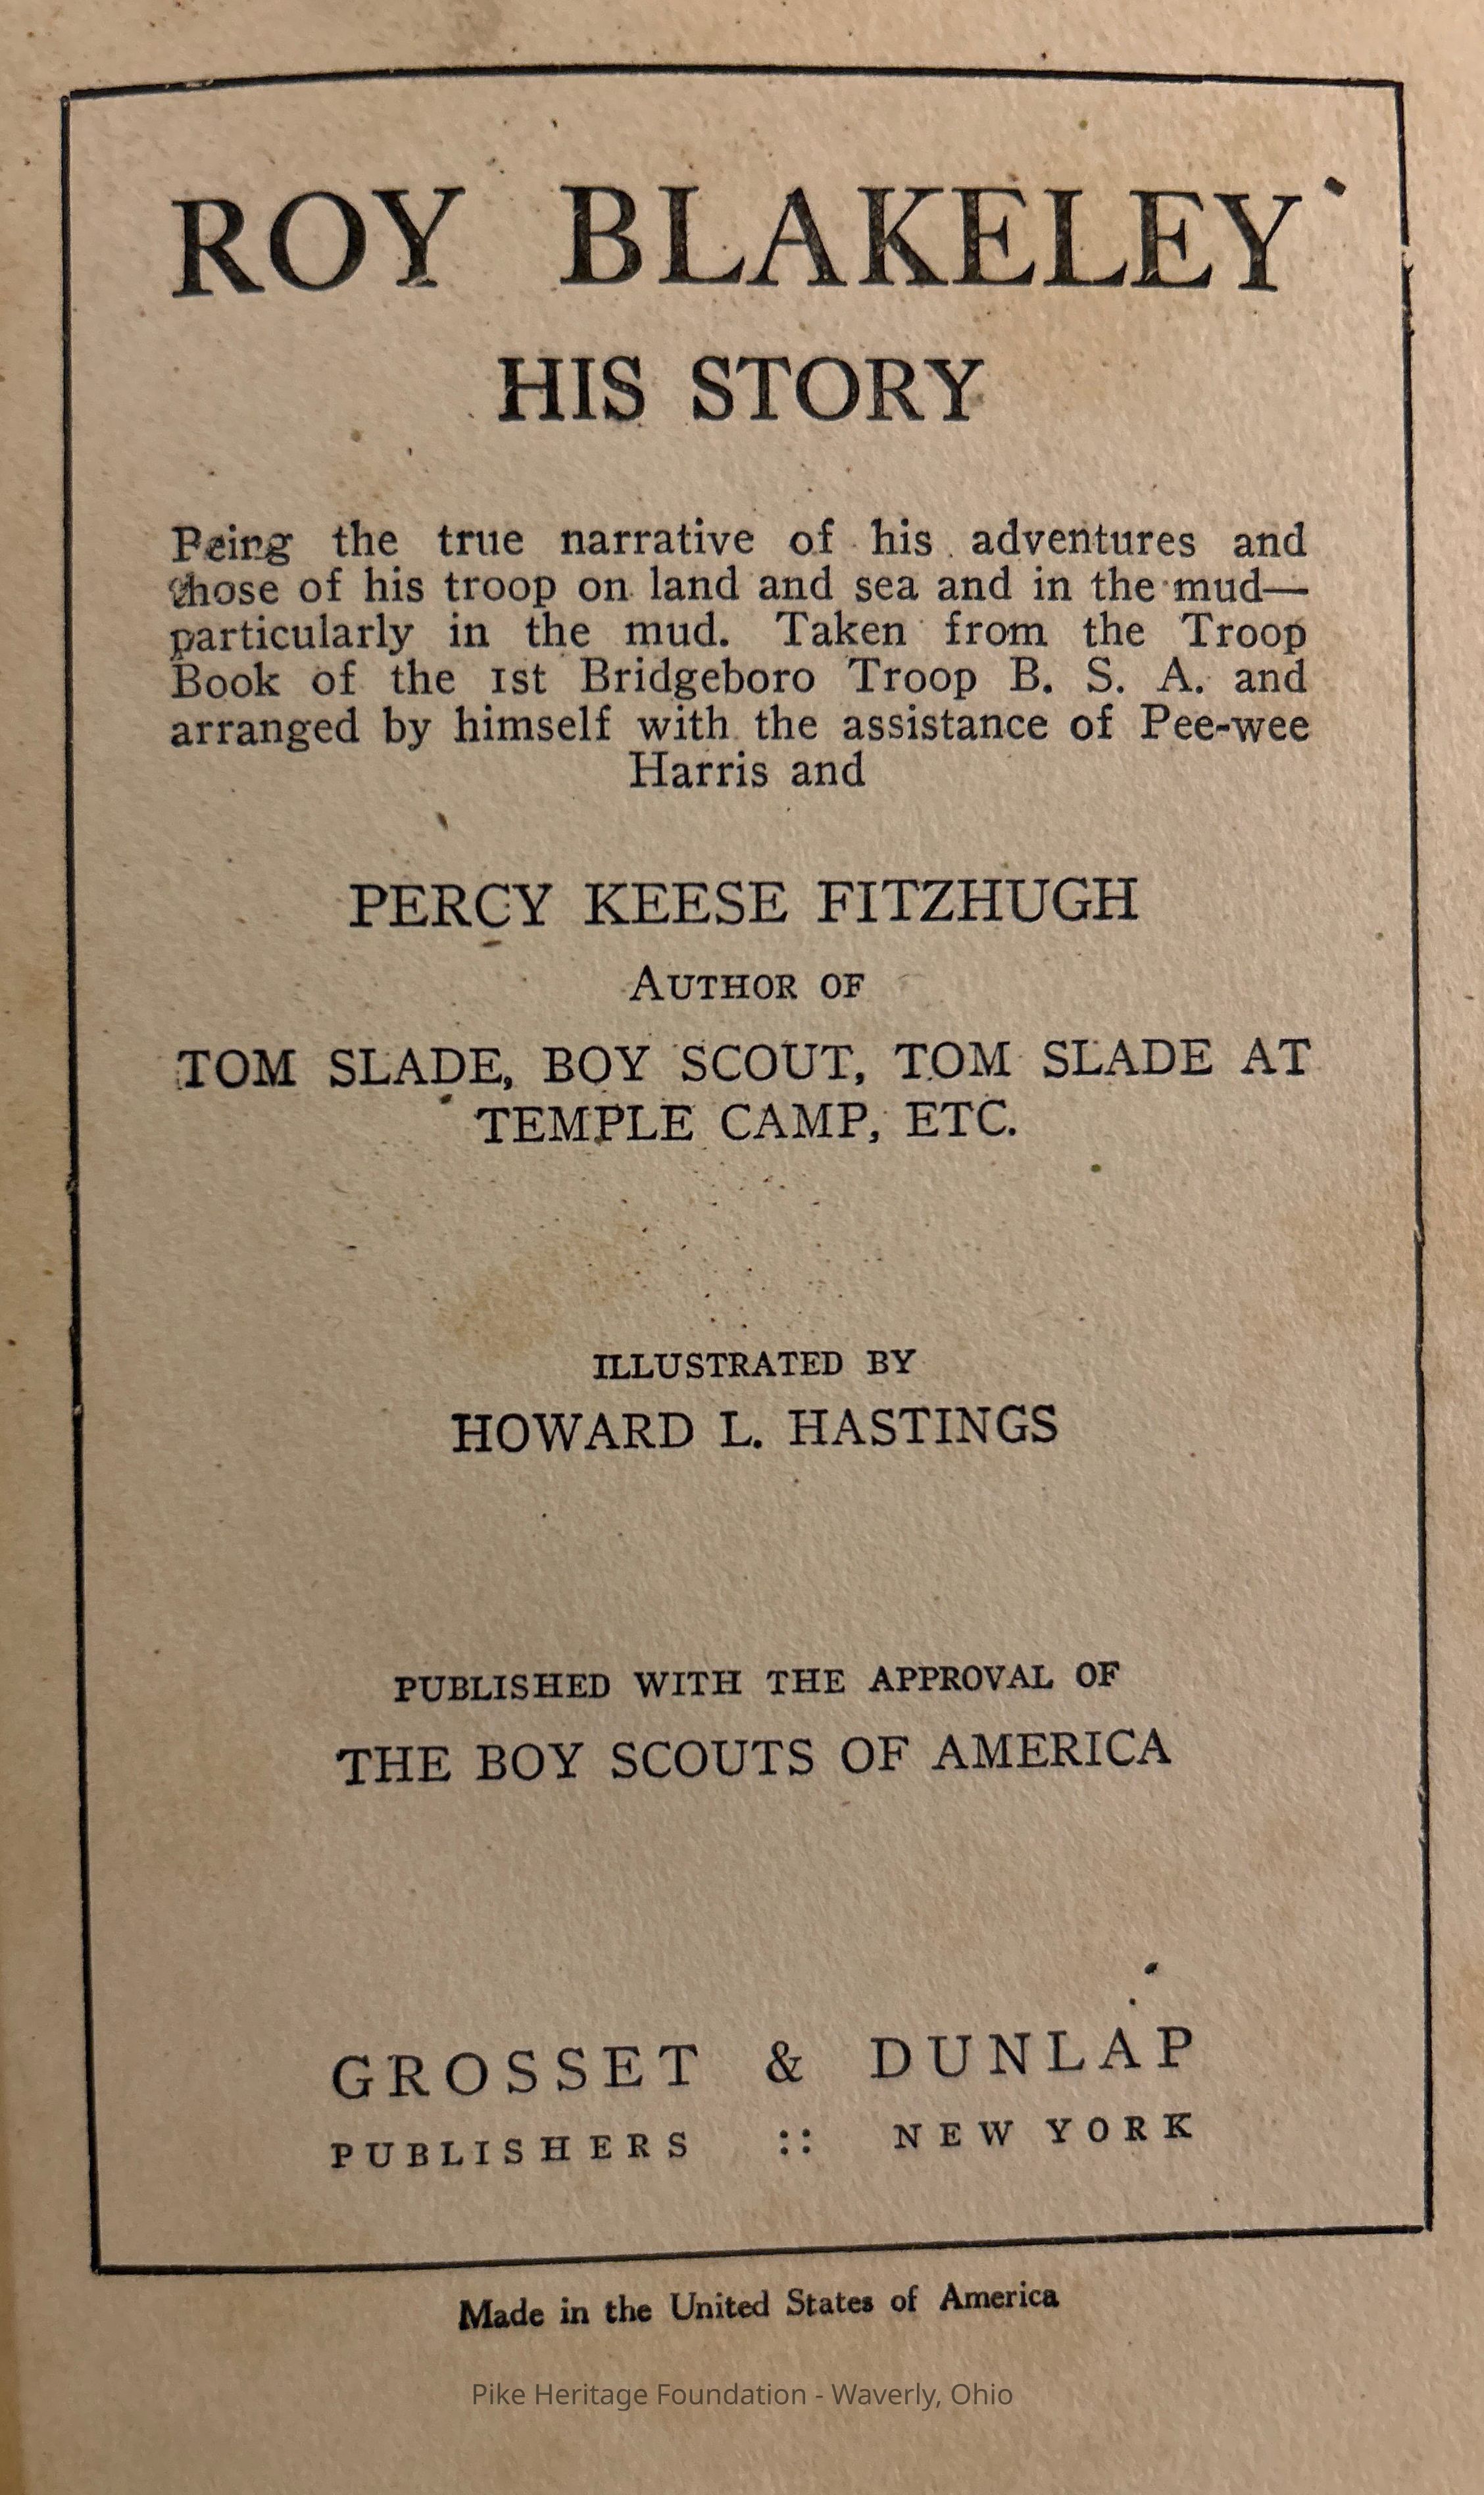 ROY BLAKELEY
HIS STORY
Being the true narrative of his adventures and
those of his troop on land and sea and in the mud—
particularly in the mud. Taken from the Troop
Book of the 1st Bridgeboro Troop B. S. A. and
arranged by himself with the assistance of Pee-wee
Harris and
PERCY KEESE FITZHUGH
AUTHOR OF
TOM SLADE, BOY SCOUT, TOM SLADE AT
TEMPLE CAMP, ETC.
ILLUSTRATED BY
HOWARD L. HASTINGS
PUBLISHED WITH THE APPROVAL OF
THE BOY SCOUTS OF AMERICA
GROSSET & DUNLAP
PUBLISHERS :: NEW YORK
Made in the United States of America
Pike Heritage Foundation - Waverly, Ohio